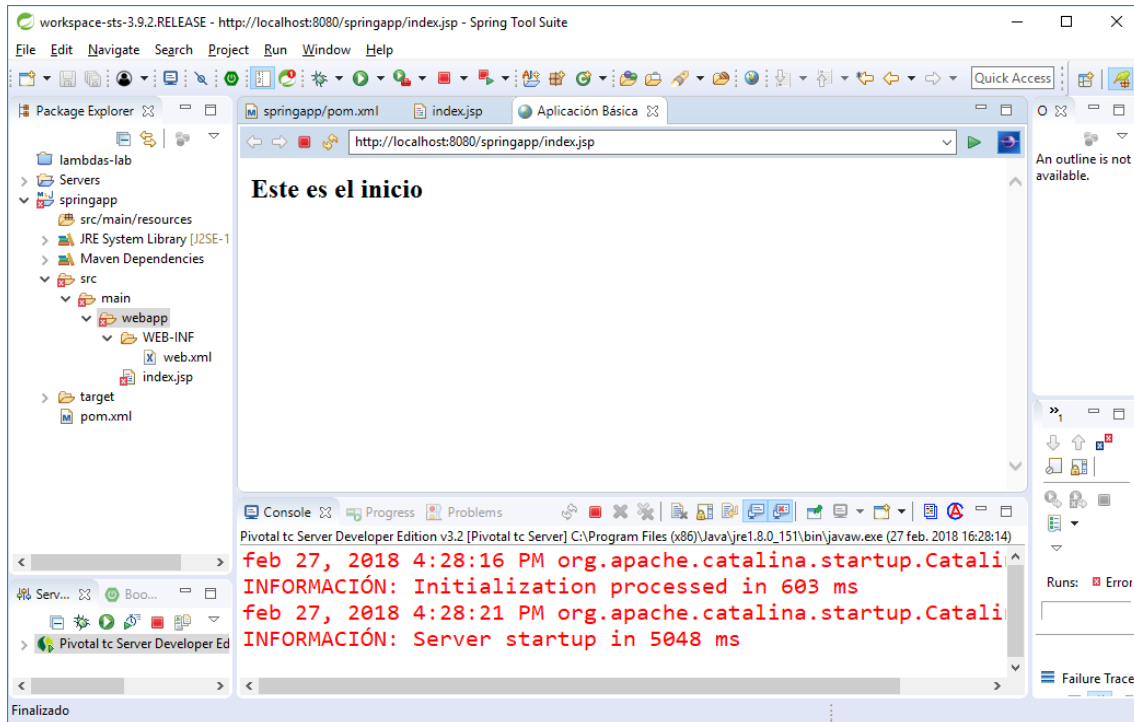 workspace-sts-3.9.2.RELEASE - http://localhost:8080/springapp/index.jsp - Spring Tool Suite
File Edit Navigate Search Project Run Window Help
Quick Access
Package Explorer
springapp/pom.xml index.jsp Aplicación Básica
O
http://localhost:8080/springapp/index.jsp
An outline is not
available.
lambdas-lab
Servers
springapp
src/main/resources
JRE System Library [J2SE-1
Maven Dependencies
src
main
webapp
WEB-INF
web.xml
index.jsp
target
pom.xml
Este es el inicio
»1
Console Progress Problems
Pivotal tc Server Developer Edition v3.2 [Pivotal tc Server] C:\Program Files (x86)\Java\jre1.8.0_151\bin\javaw.exe (27 feb. 2018 16:28:14)
feb 27, 2018 4:28:16 PM org.apache.catalina.startup.Catali
INFORMACIÓN: Initialization processed in 603 ms
feb 27, 2018 4:28:21 PM org.apache.catalina.startup.Catali
INFORMACIÓN: Server startup in 5048 ms
Serv... Boo...
Pivotal tc Server Developer Ed
Runs: Error
Failure Trace
Finalizado